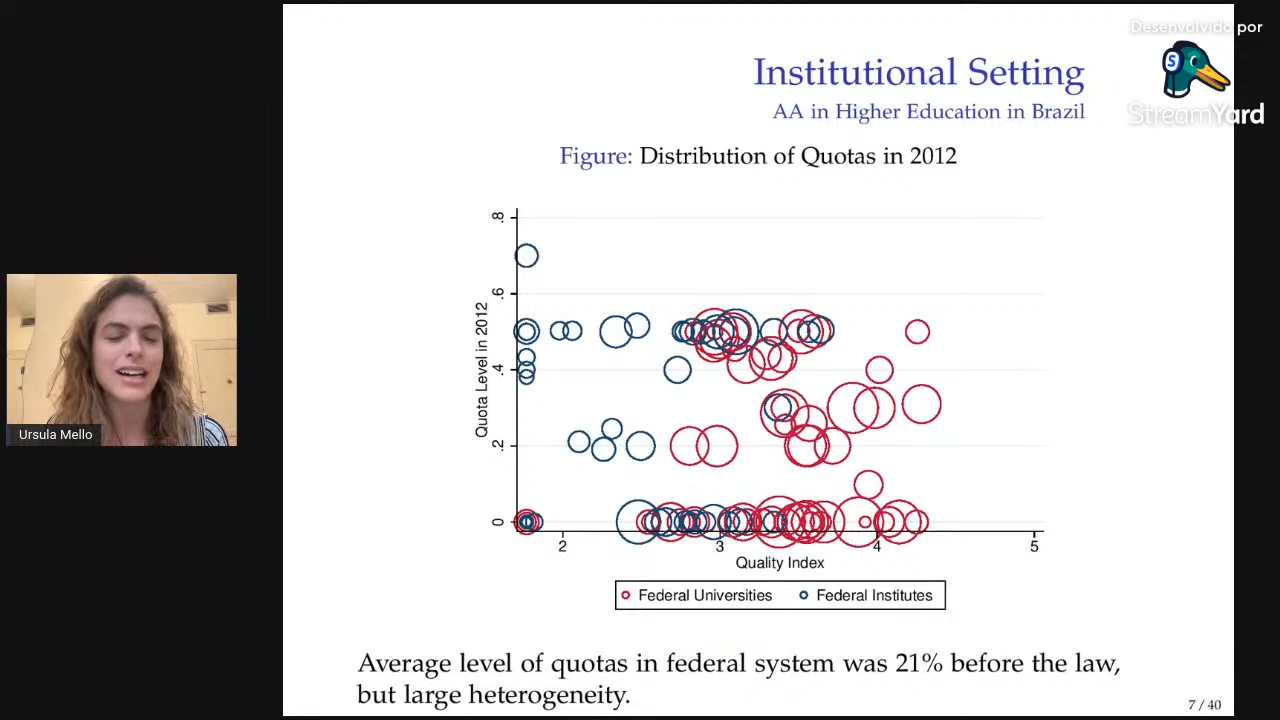 Desenvolvido por
StreamYard
Institutional Setting
AA in Higher Education in Brazil
Figure: Distribution of Quotas in 2012
Quota Level in 2012
.8
.6
.4
.2
0
2 3 4 5
Quality Index
Federal Universities Federal Institutes
Ursula Mello
Average level of quotas in federal system was 21% before the law,
but large heterogeneity.
7 / 40